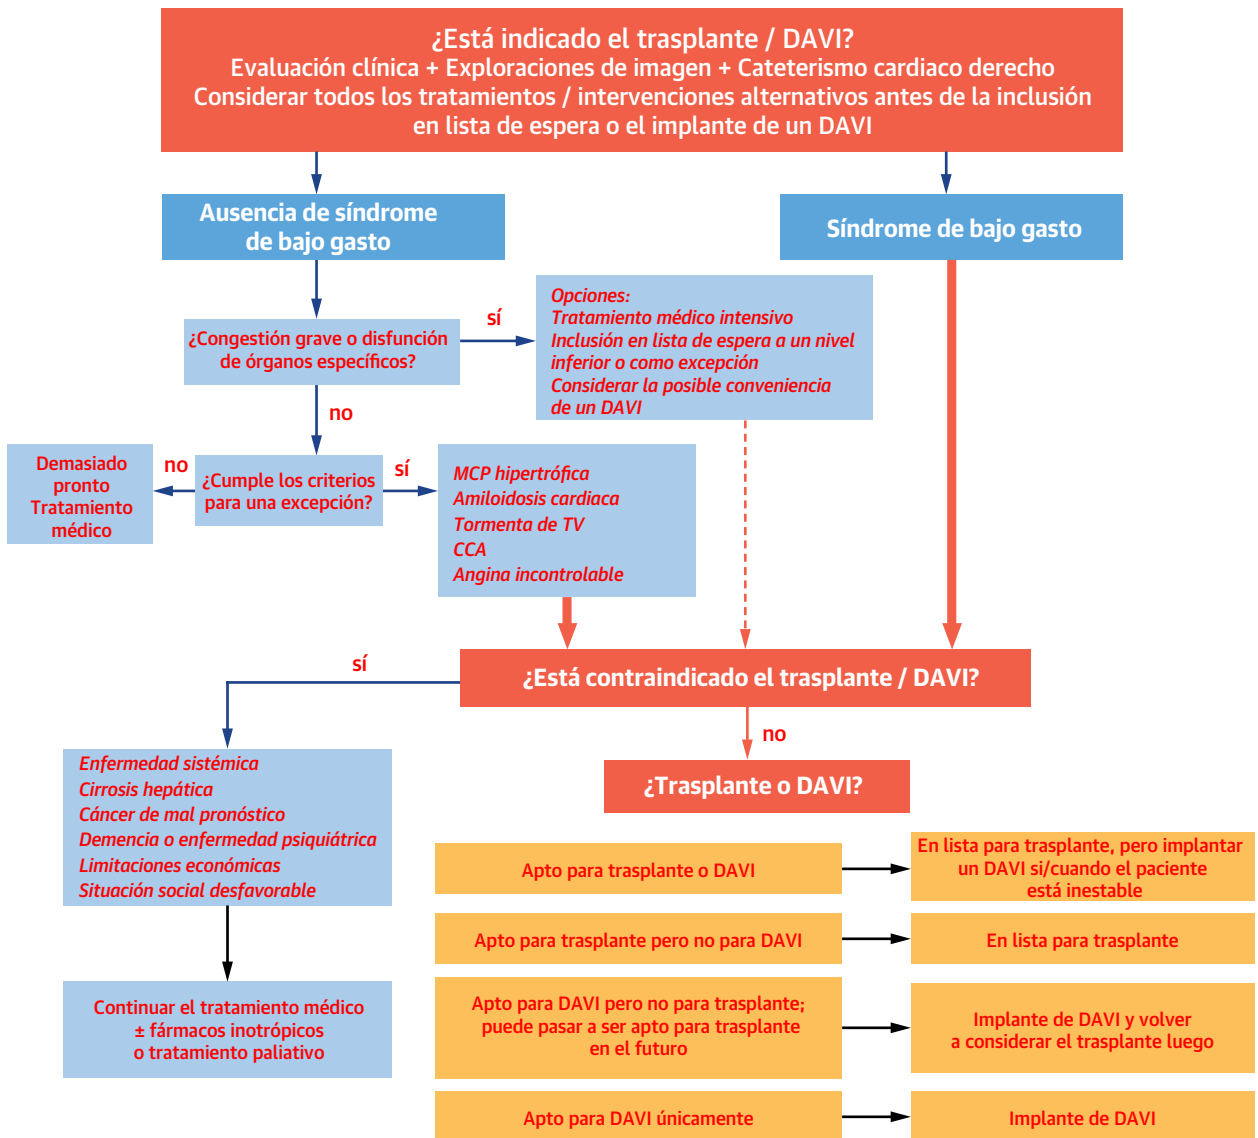 ¿Está indicado el trasplante / DAVI?
Evaluación clínica + Exploraciones de imagen + Cateterismo cardiaco derecho
Considerar todos los tratamientos / intervenciones alternativos antes de la inclusión
en lista de espera o el implante de un DAVI
Ausencia de síndrome
de bajo gasto
Síndrome de bajo gasto
¿Congestión grave o disfunción
de órganos específicos?
sí
Opciones:
Tratamiento médico intensivo
Inclusión en lista de espera a un nivel
inferior o como excepción
Considerar la posible conveniencia
de un DAVI
no
Demasiado
pronto
Tratamiento
médico
no
¿Cumple los criterios
para una excepción?
sí
MCP hipertrófica
Amiloidosis cardiaca
Tormenta de TV
CCA
Angina incontrolable
sí
¿Está contraindicado el trasplante / DAVI?
no
¿Trasplante o DAVI?
Enfermedad sistémica
Cirrosis hepática
Cáncer de mal pronóstico
Demencia o enfermedad psiquiátrica
Limitaciones económicas
Situación social desfavorable
Continuar el tratamiento médico
± fármacos inotrópicos
o tratamiento paliativo
Apto para trasplante o DAVI
En lista para trasplante, pero implantar
un DAVI si/cuando el paciente
está inestable
Apto para trasplante pero no para DAVI
En lista para trasplante
Apto para DAVI pero no para trasplante;
puede pasar a ser apto para trasplante
en el futuro
Implante de DAVI y volver
a considerar el trasplante luego
Apto para DAVI únicamente
Implante de DAVI